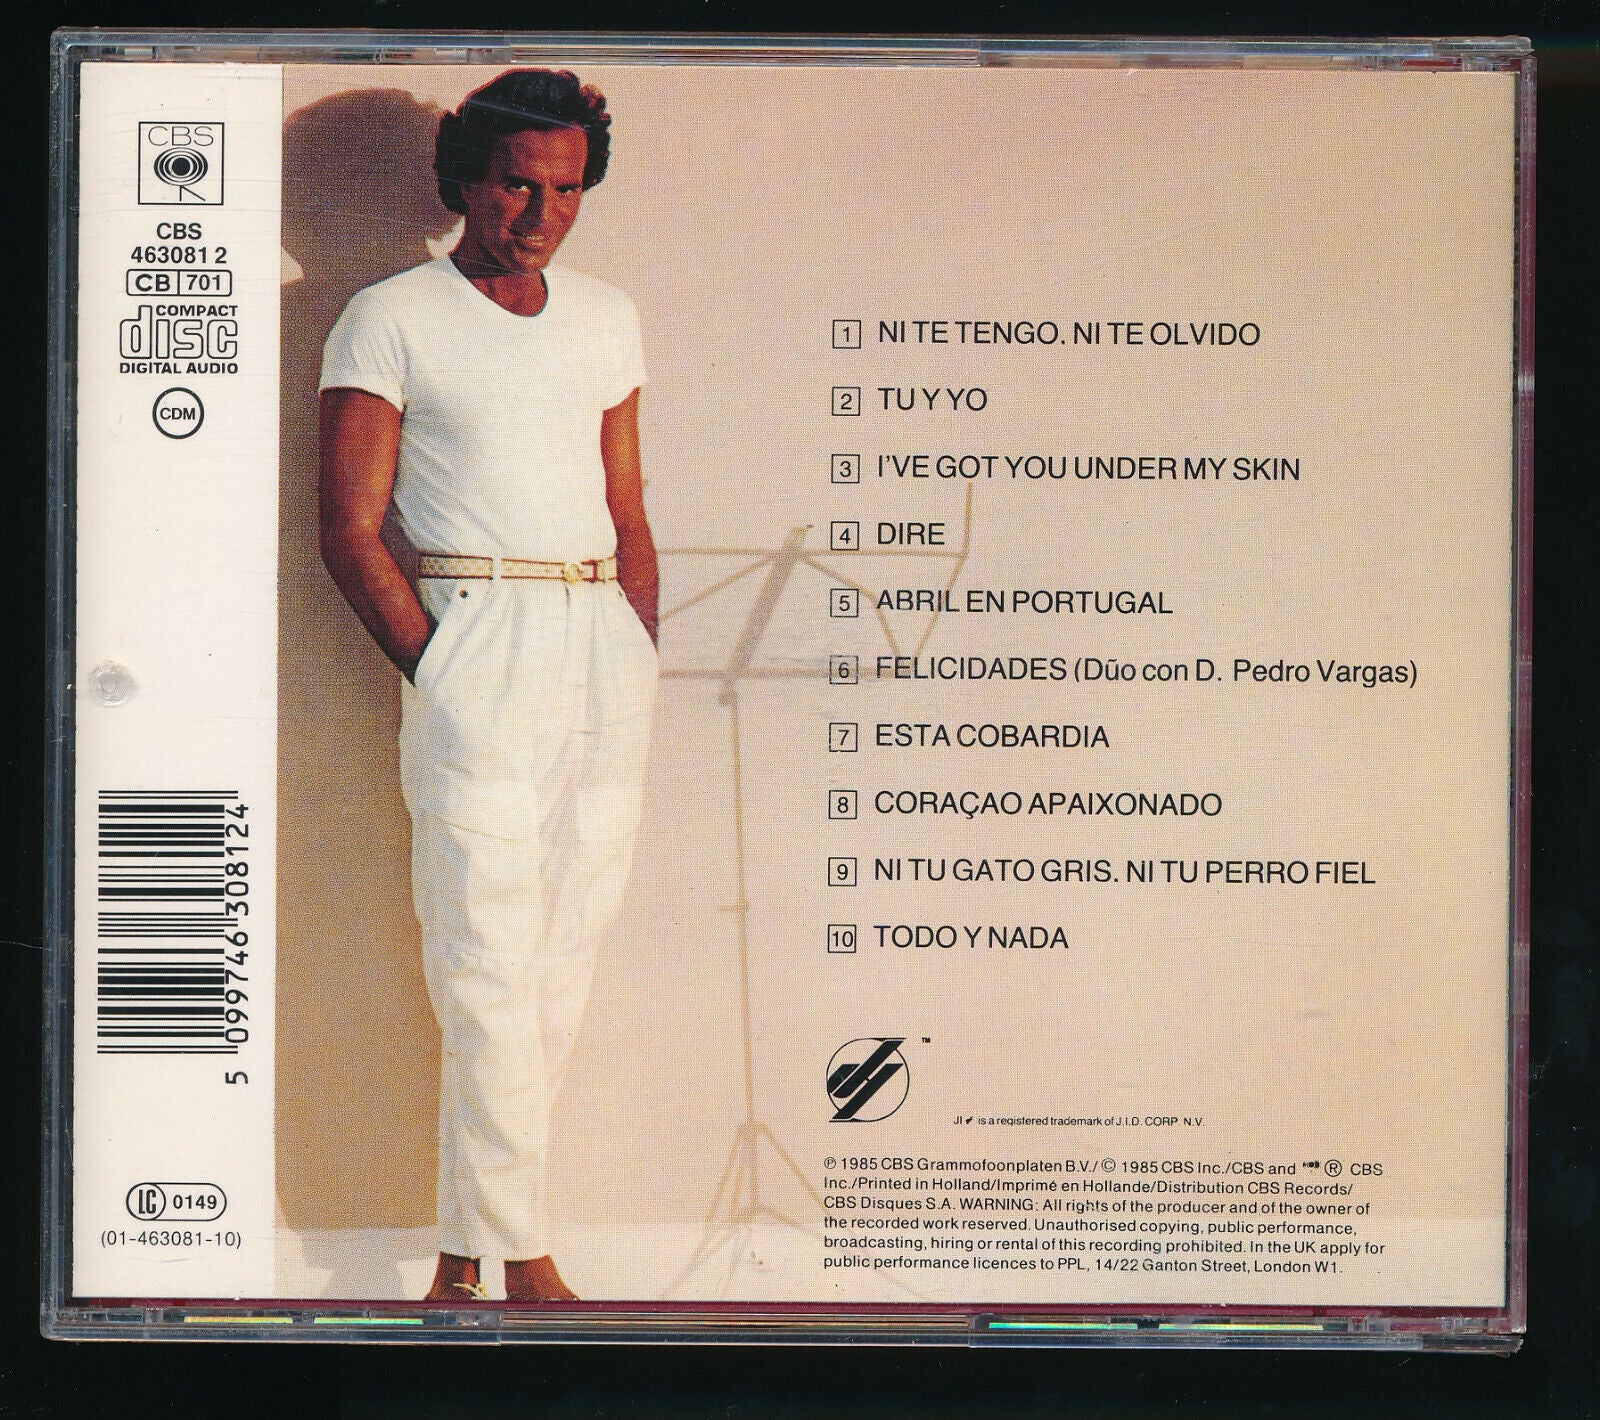 CBS
CBS
463081 2
CB 701
COMPACT
disc
DIGITAL AUDIO
CDM
5 099746 308124
LC 0149
(01-463081-10)
1 NI TE TENGO. NI TE OLVIDO
2 TU Y YO
3 I'VE GOT YOU UNDER MY SKIN
4 DIRE
5 ABRIL EN PORTUGAL
6 FELICIDADES (Dūo con D. Pedro Vargas)
7 ESTA COBARDIA
8 CORAÇAO APAIXONADO
9 NI TU GATO GRIS. NI TU PERRO FIEL
10 TODO Y NADA
™
JI is a registered trademark of J.I.D. CORP. N.V.
℗ 1985 CBS Grammofoonplaten B.V./© 1985 CBS Inc./CBS and ® CBS
Inc./Printed in Holland/Imprimé en Hollande/Distribution CBS Records/
CBS Disques S.A. WARNING: All rights of the producer and of the owner of
the recorded work reserved. Unauthorised copying, public performance,
broadcasting, hiring or rental of this recording prohibited. In the UK apply for
public performance licences to PPL, 14/22 Ganton Street, London W1.